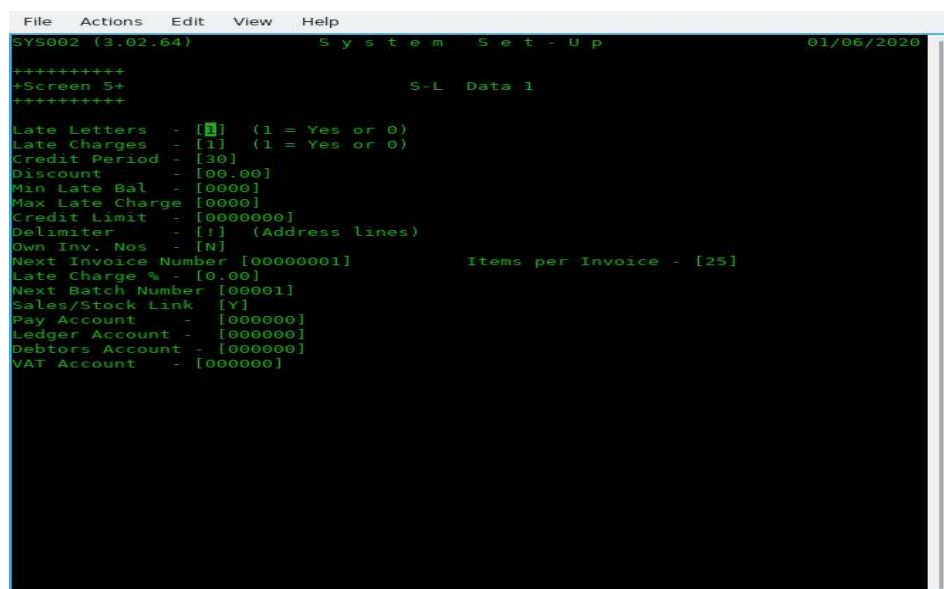 File Actions Edit View Help
SYS002 (3.02.64) S y s t e m S e t - U p 01/06/2020
++++++++++
+Screen 5+ S-L Data 1
++++++++++
Late Letters - [1] (1 = Yes or 0)
Late Charges - [1] (1 = Yes or 0)
Credit Period - [30]
Discount - [00.00]
Min Late Bal - [0000]
Max Late Charge [0000]
Credit Limit - [0000000]
Delimiter - [!] (Address lines)
Own Inv. Nos - [N]
Next Invoice Number [00000001] Items per Invoice - [25]
Late Charge % - [0.00]
Next Batch Number [00001]
Sales/Stock Link [Y]
Pay Account - [000000]
Ledger Account - [000000]
Debtors Account - [000000]
VAT Account - [000000]